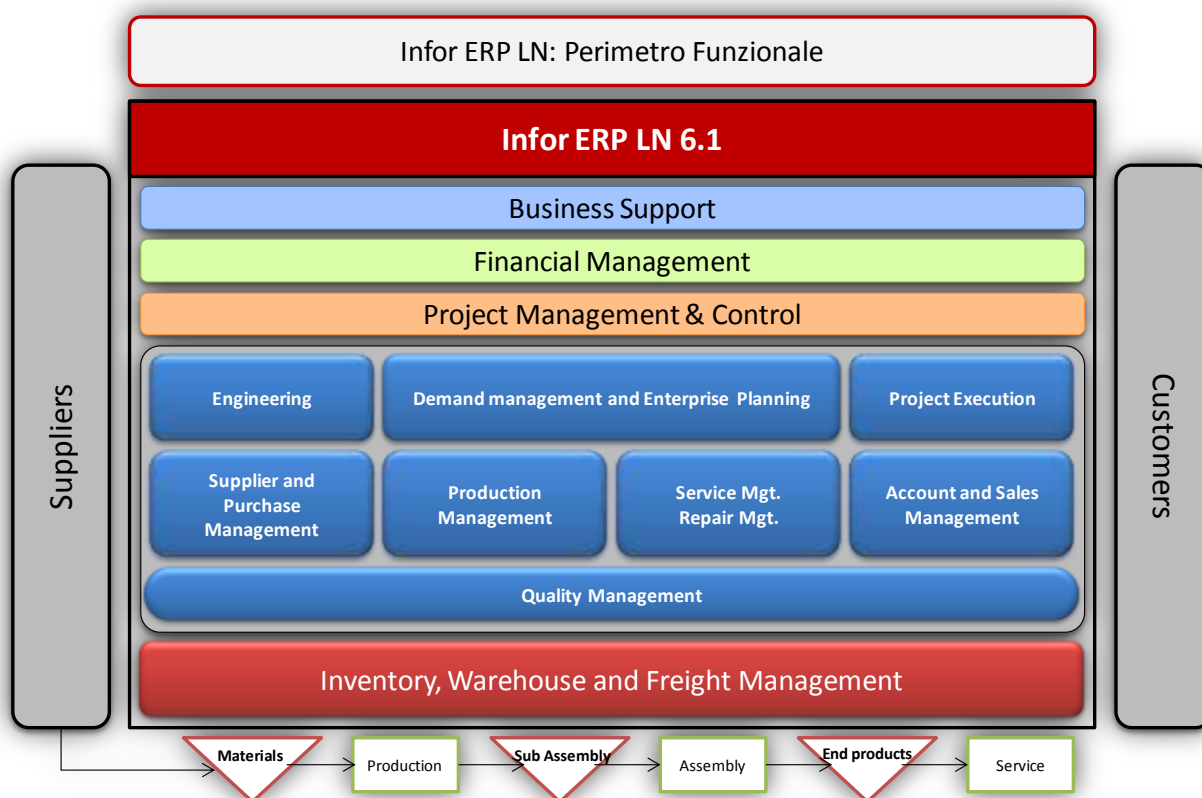 Infor ERP LN: Perimetro Funzionale
Infor ERP LN 6.1
Suppliers
Business Support
Financial Management
Project Management & Control
Engineering
Demand management and Enterprise Planning
Project Execution
Supplier and
Purchase
Management
Production
Management
Service Mgt.
Repair Mgt.
Account and Sales
Management
Quality Management
Inventory, Warehouse and Freight Management
Customers
Materials
Production
Sub Assembly
Assembly
End products
Service